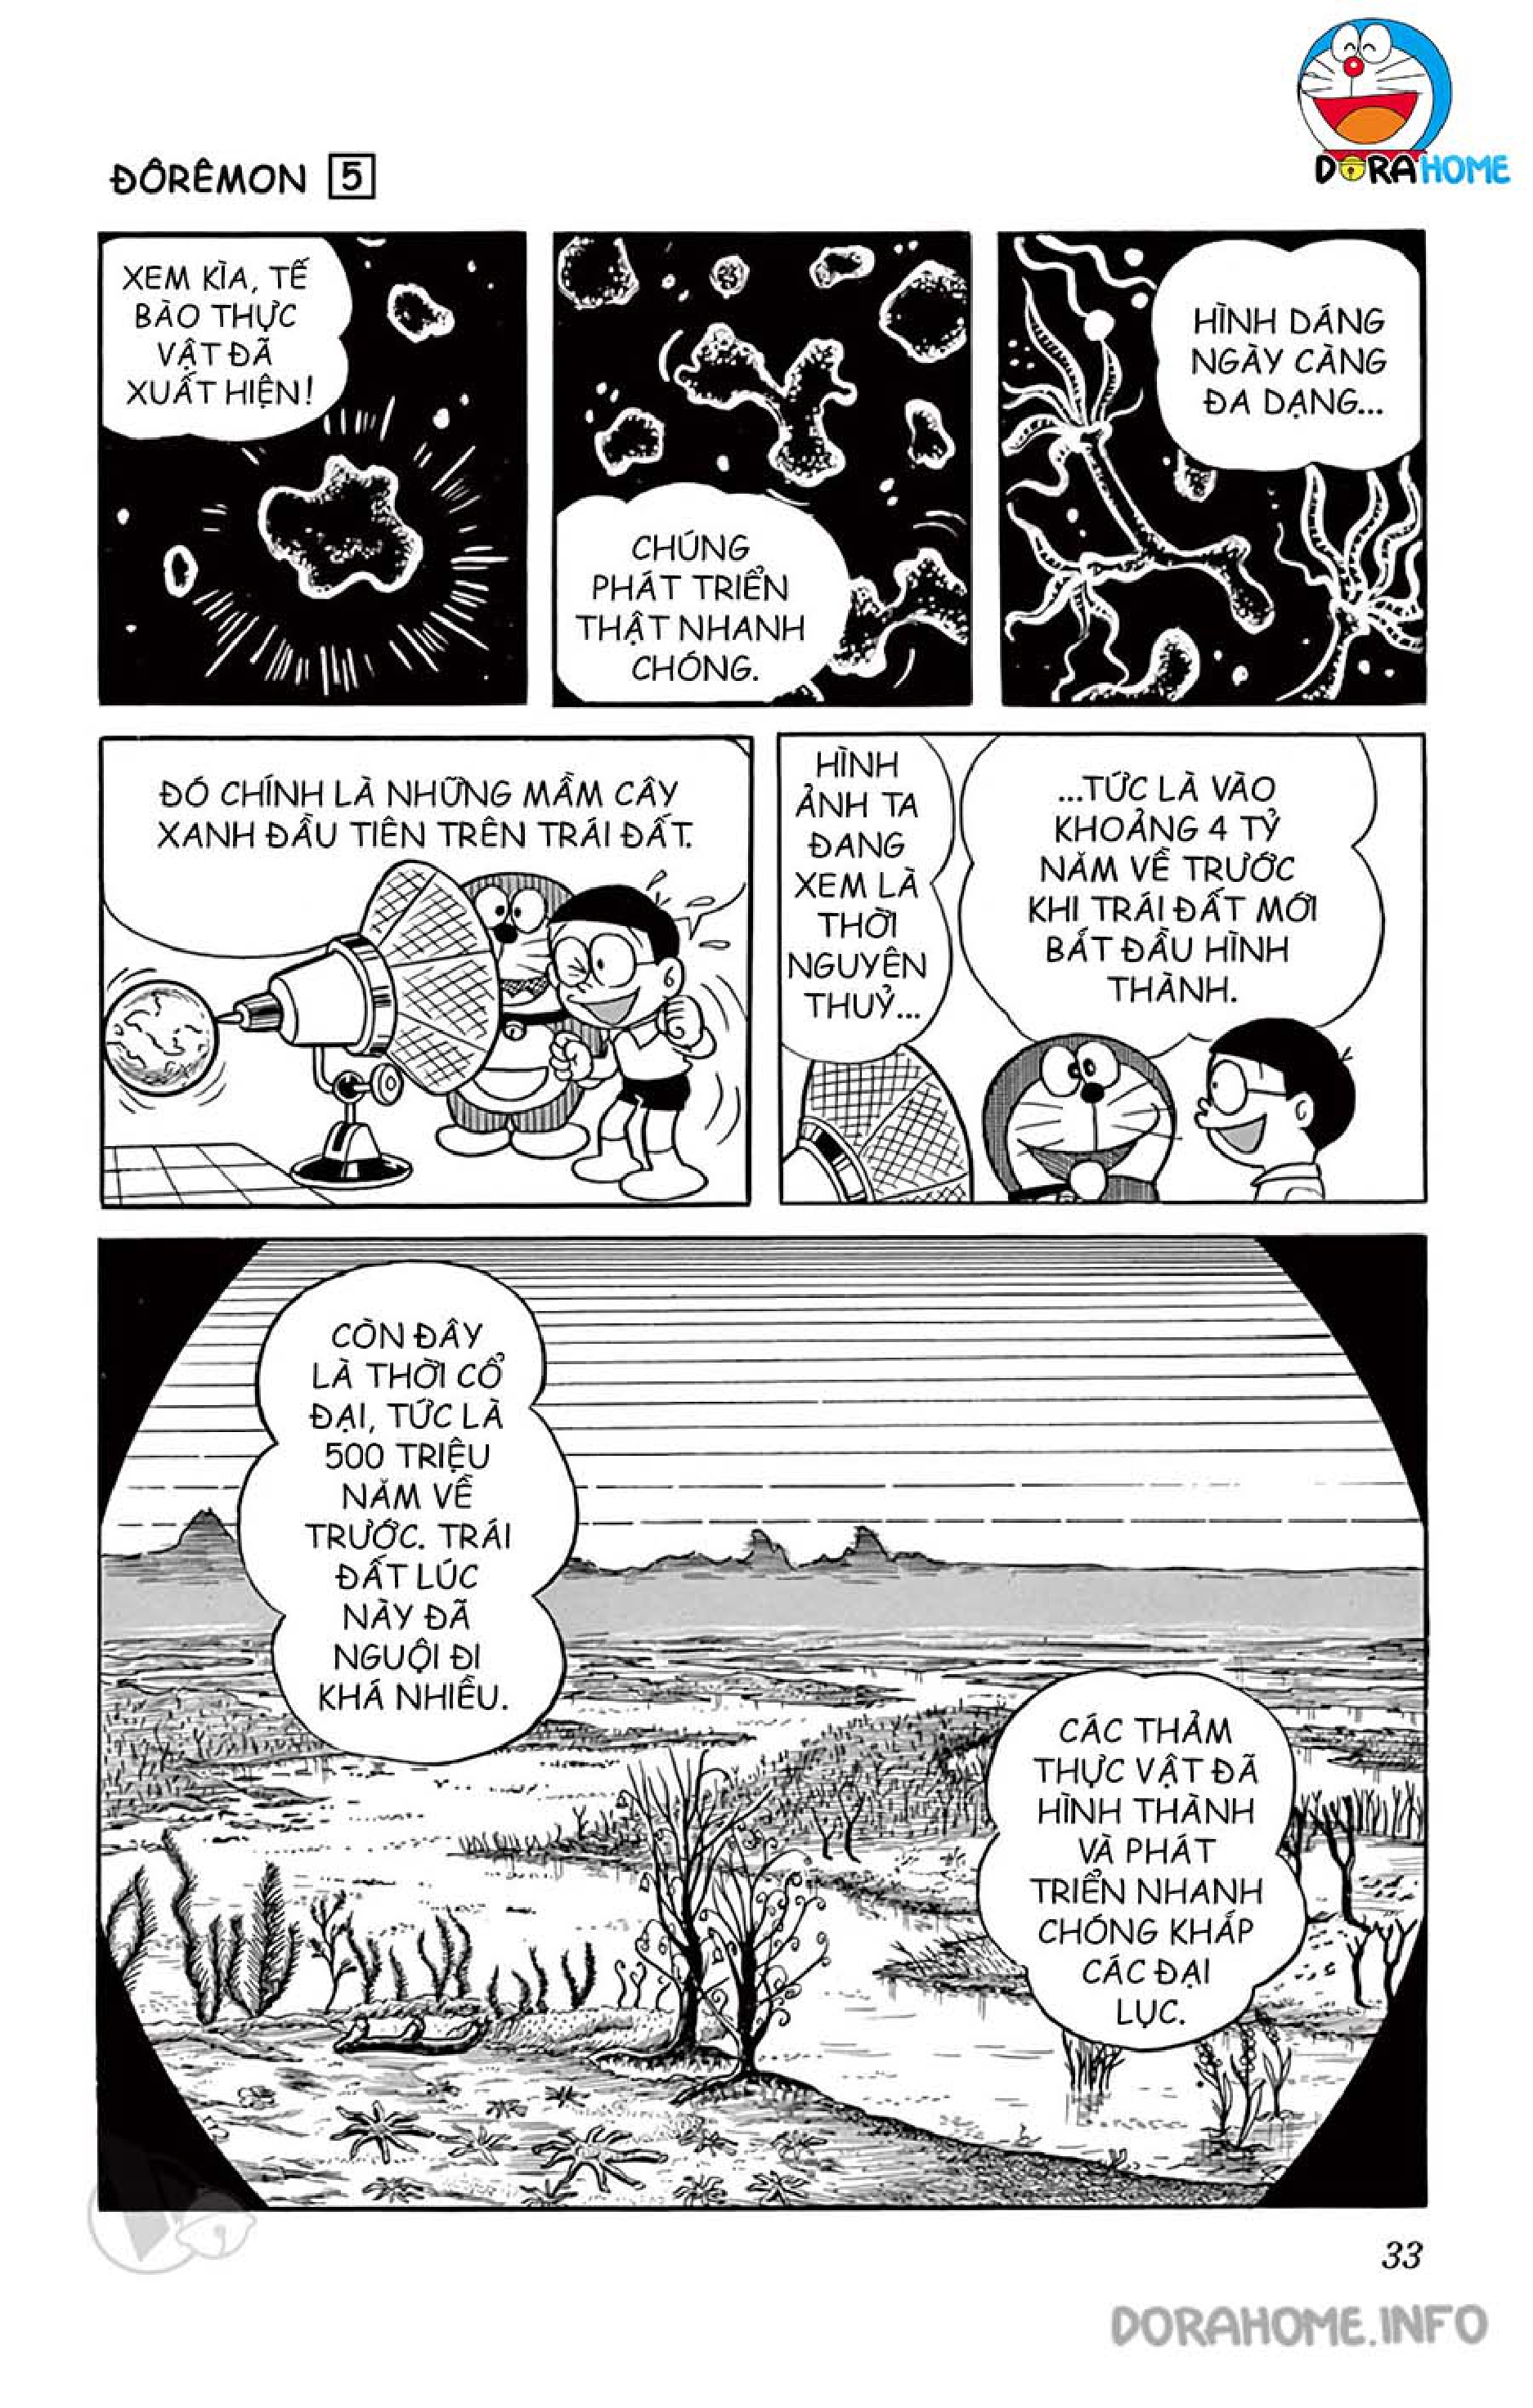 DORAHOME
ĐÔRÊMON 5
XEM KÌA, TẾ
BÀO THỰC
VẬT ĐÃ
XUẤT HIỆN!
CHÚNG
PHÁT TRIỂN
THẬT NHANH
CHÓNG.
HÌNH DÁNG
NGÀY CÀNG
ĐA DẠNG...
ĐÓ CHÍNH LÀ NHỮNG MẦM CÂY
XANH ĐẦU TIÊN TRÊN TRÁI ĐẤT.
HÌNH
ẢNH TA
ĐANG
XEM LÀ
THỜI
NGUYÊN
THUỶ...
...TỨC LÀ VÀO
KHOẢNG 4 TỶ
NĂM VỀ TRƯỚC
KHI TRÁI ĐẤT MỚI
BẮT ĐẦU HÌNH
THÀNH.
CÒN ĐÂY
LÀ THỜI CỔ
ĐẠI, TỨC LÀ
500 TRIỆU
NĂM VỀ
TRƯỚC. TRÁI
ĐẤT LÚC
NÀY ĐÃ
NGUỘI ĐI
KHÁ NHIỀU.
CÁC THẢM
THỰC VẬT ĐÃ
HÌNH THÀNH
VÀ PHÁT
TRIỂN NHANH
CHÓNG KHẮP
CÁC ĐẠI
LỤC.
33
DORAHOME.INFO